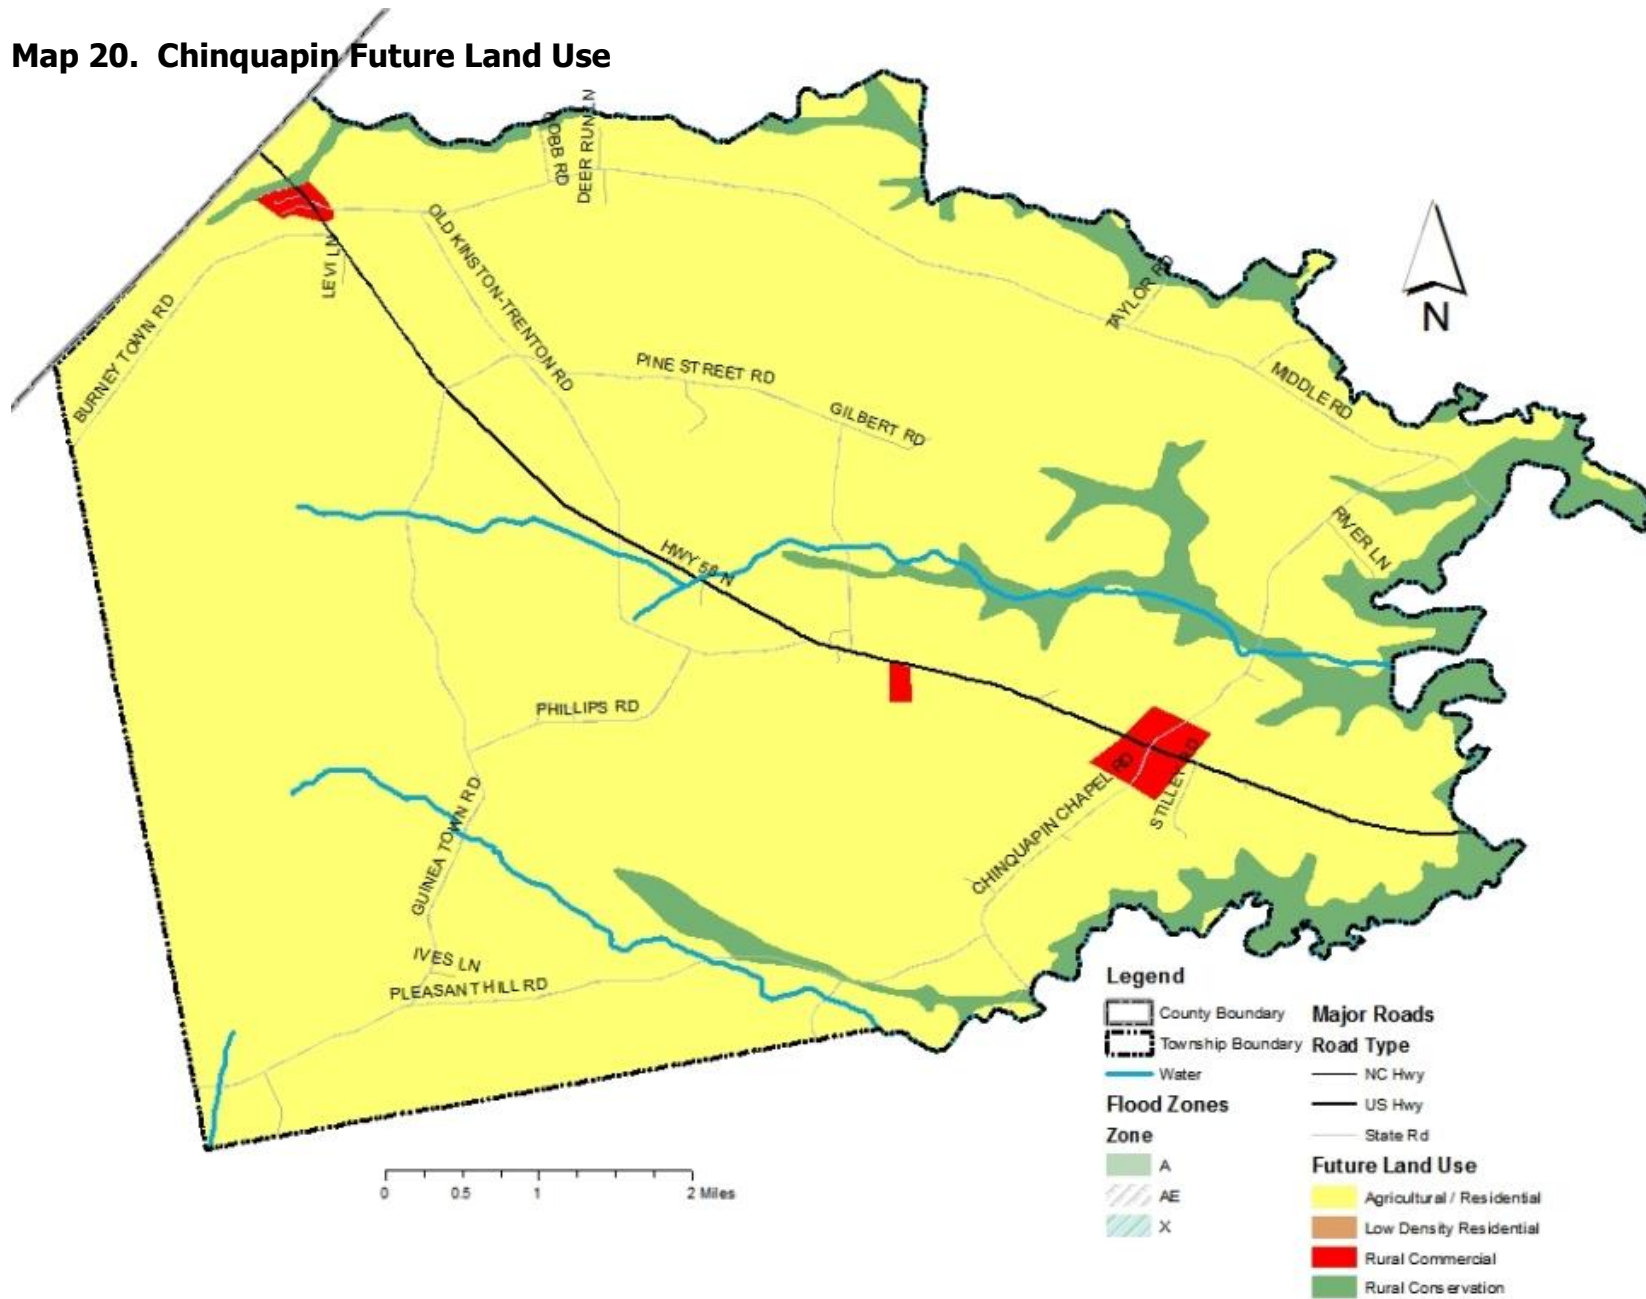 Map 20. Chinquapin Future Land Use
DEER RUN LN
OLD KINSTON-TRENTON RD
LEVI LN
BURNEY TOWN RD
TAYLOR RD
N
PINE STREET RD
MIDDLE RD
GILBERT RD
RIVER LN
HWY 58 N
PHILLIPS RD
CHINQUAPIN CHAPEL RD
STILLEY RD
GUINEA TOWN RD
IVES LN
PLEASANT HILL RD
0 0.5 1 2 Miles
Legend
County Boundary
Township Boundary
Water
Flood Zones
Zone
A
AE
X
Major Roads
Road Type
NC Hwy
US Hwy
State Rd
Future Land Use
Agricultural / Residential
Low Density Residential
Rural Commercial
Rural Conservation